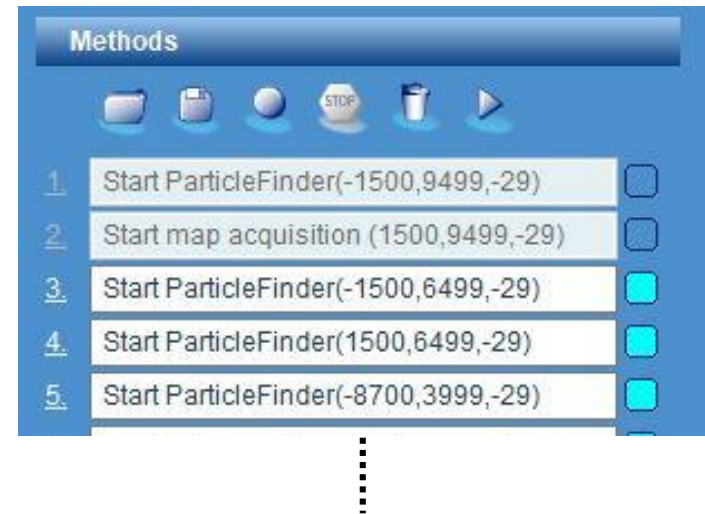 Methods
STOP
1. Start ParticleFinder(-1500,9499,-29)
2. Start map acquisition (1500,9499,-29)
3. Start ParticleFinder(-1500,6499,-29)
4. Start ParticleFinder(1500,6499,-29)
5. Start ParticleFinder(-8700,3999,-29)